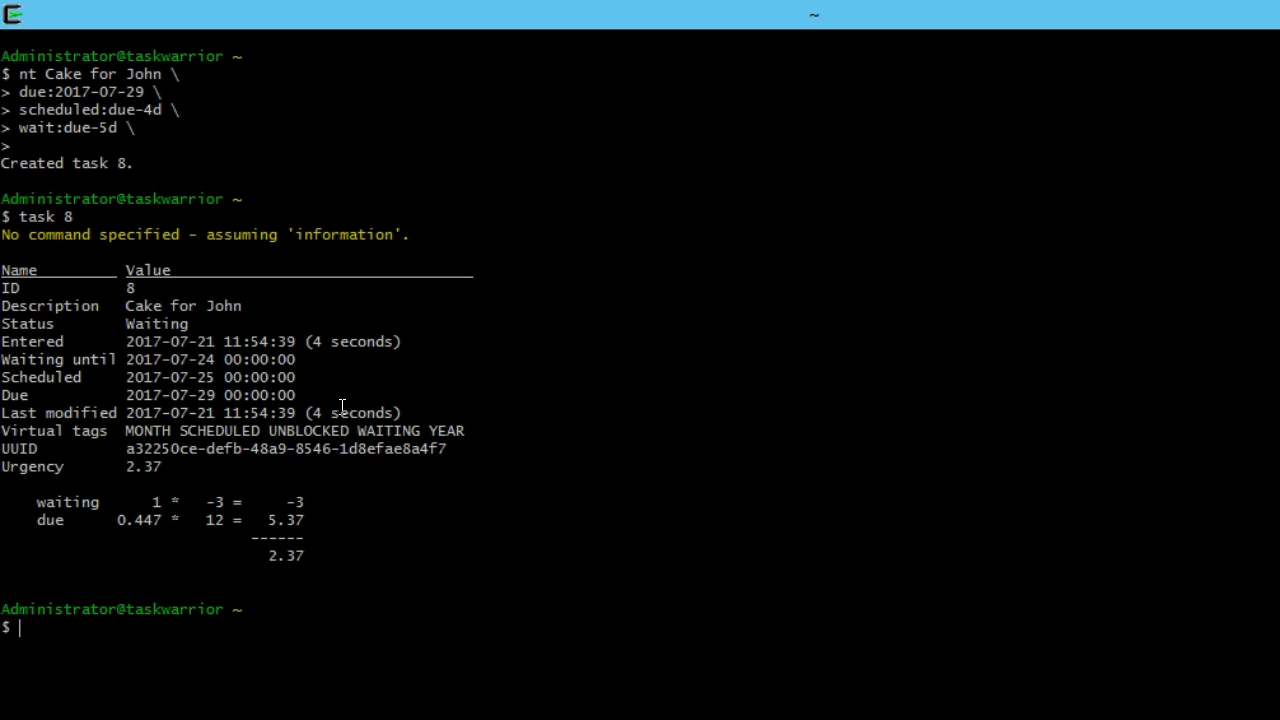 ~
Administrator@taskwarrior ~
$ nt Cake for John \
> due:2017-07-29 \
> scheduled:due-4d \
> wait:due-5d \
>
Created task 8.
Administrator@taskwarrior ~
$ task 8
No command specified - assuming 'information'.
Name Value
ID 8
Description Cake for John
Status Waiting
Entered 2017-07-21 11:54:39 (4 seconds)
Waiting until 2017-07-24 00:00:00
Scheduled 2017-07-25 00:00:00
Due 2017-07-29 00:00:00
Last modified 2017-07-21 11:54:39 (4 seconds)
Virtual tags MONTH SCHEDULED UNBLOCKED WAITING YEAR
UUID a32250ce-defb-48a9-8546-1d8efae8a4f7
Urgency 2.37
waiting 1 * -3 = -3
due 0.447 * 12 = 5.37
------
2.37
Administrator@taskwarrior ~
$